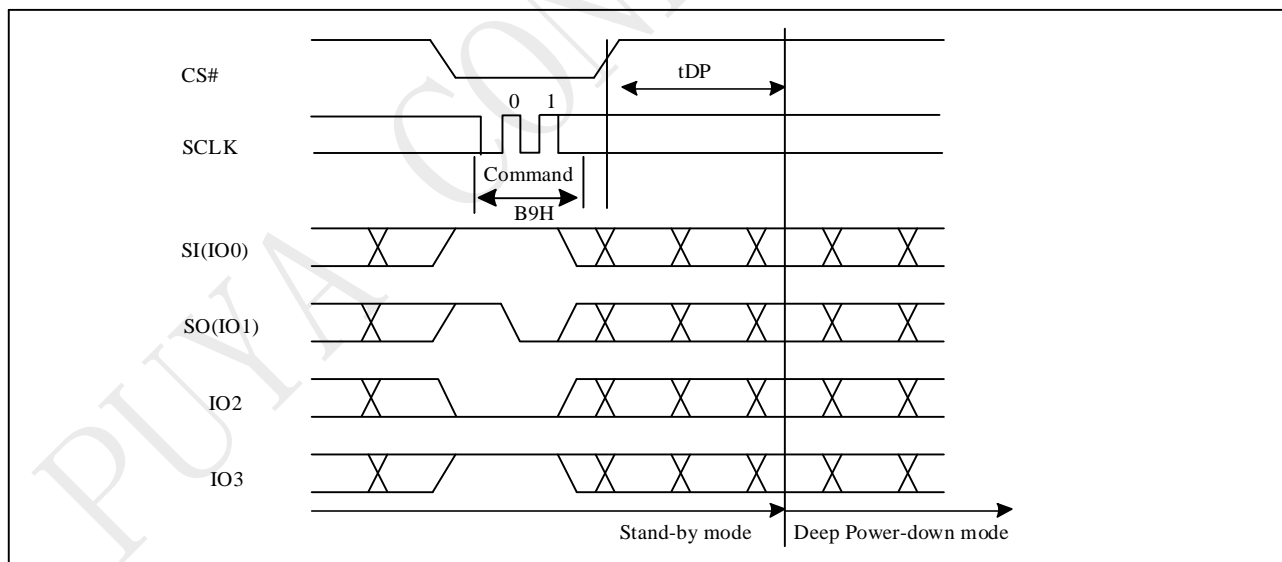 PUYA CON
CS#
tDP
0 1
SCLK
Command
B9H
SI(IO0)
SO(IO1)
IO2
IO3
Stand-by mode
Deep Power-down mode